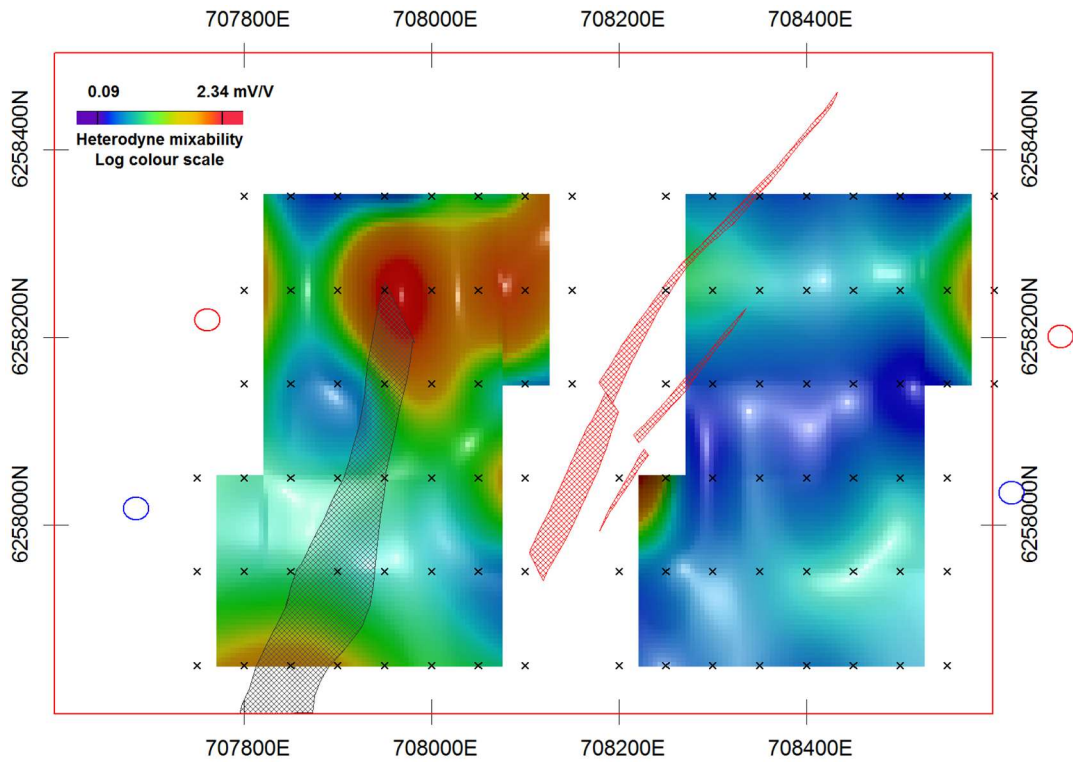 707800E 708000E 708200E 708400E
0.09 2.34 mV/V
Heterodyne mixability
Log colour scale
6258400N 6258400N
6258200N 6258200N
6258000N 6258000N
707800E 708000E 708200E 708400E